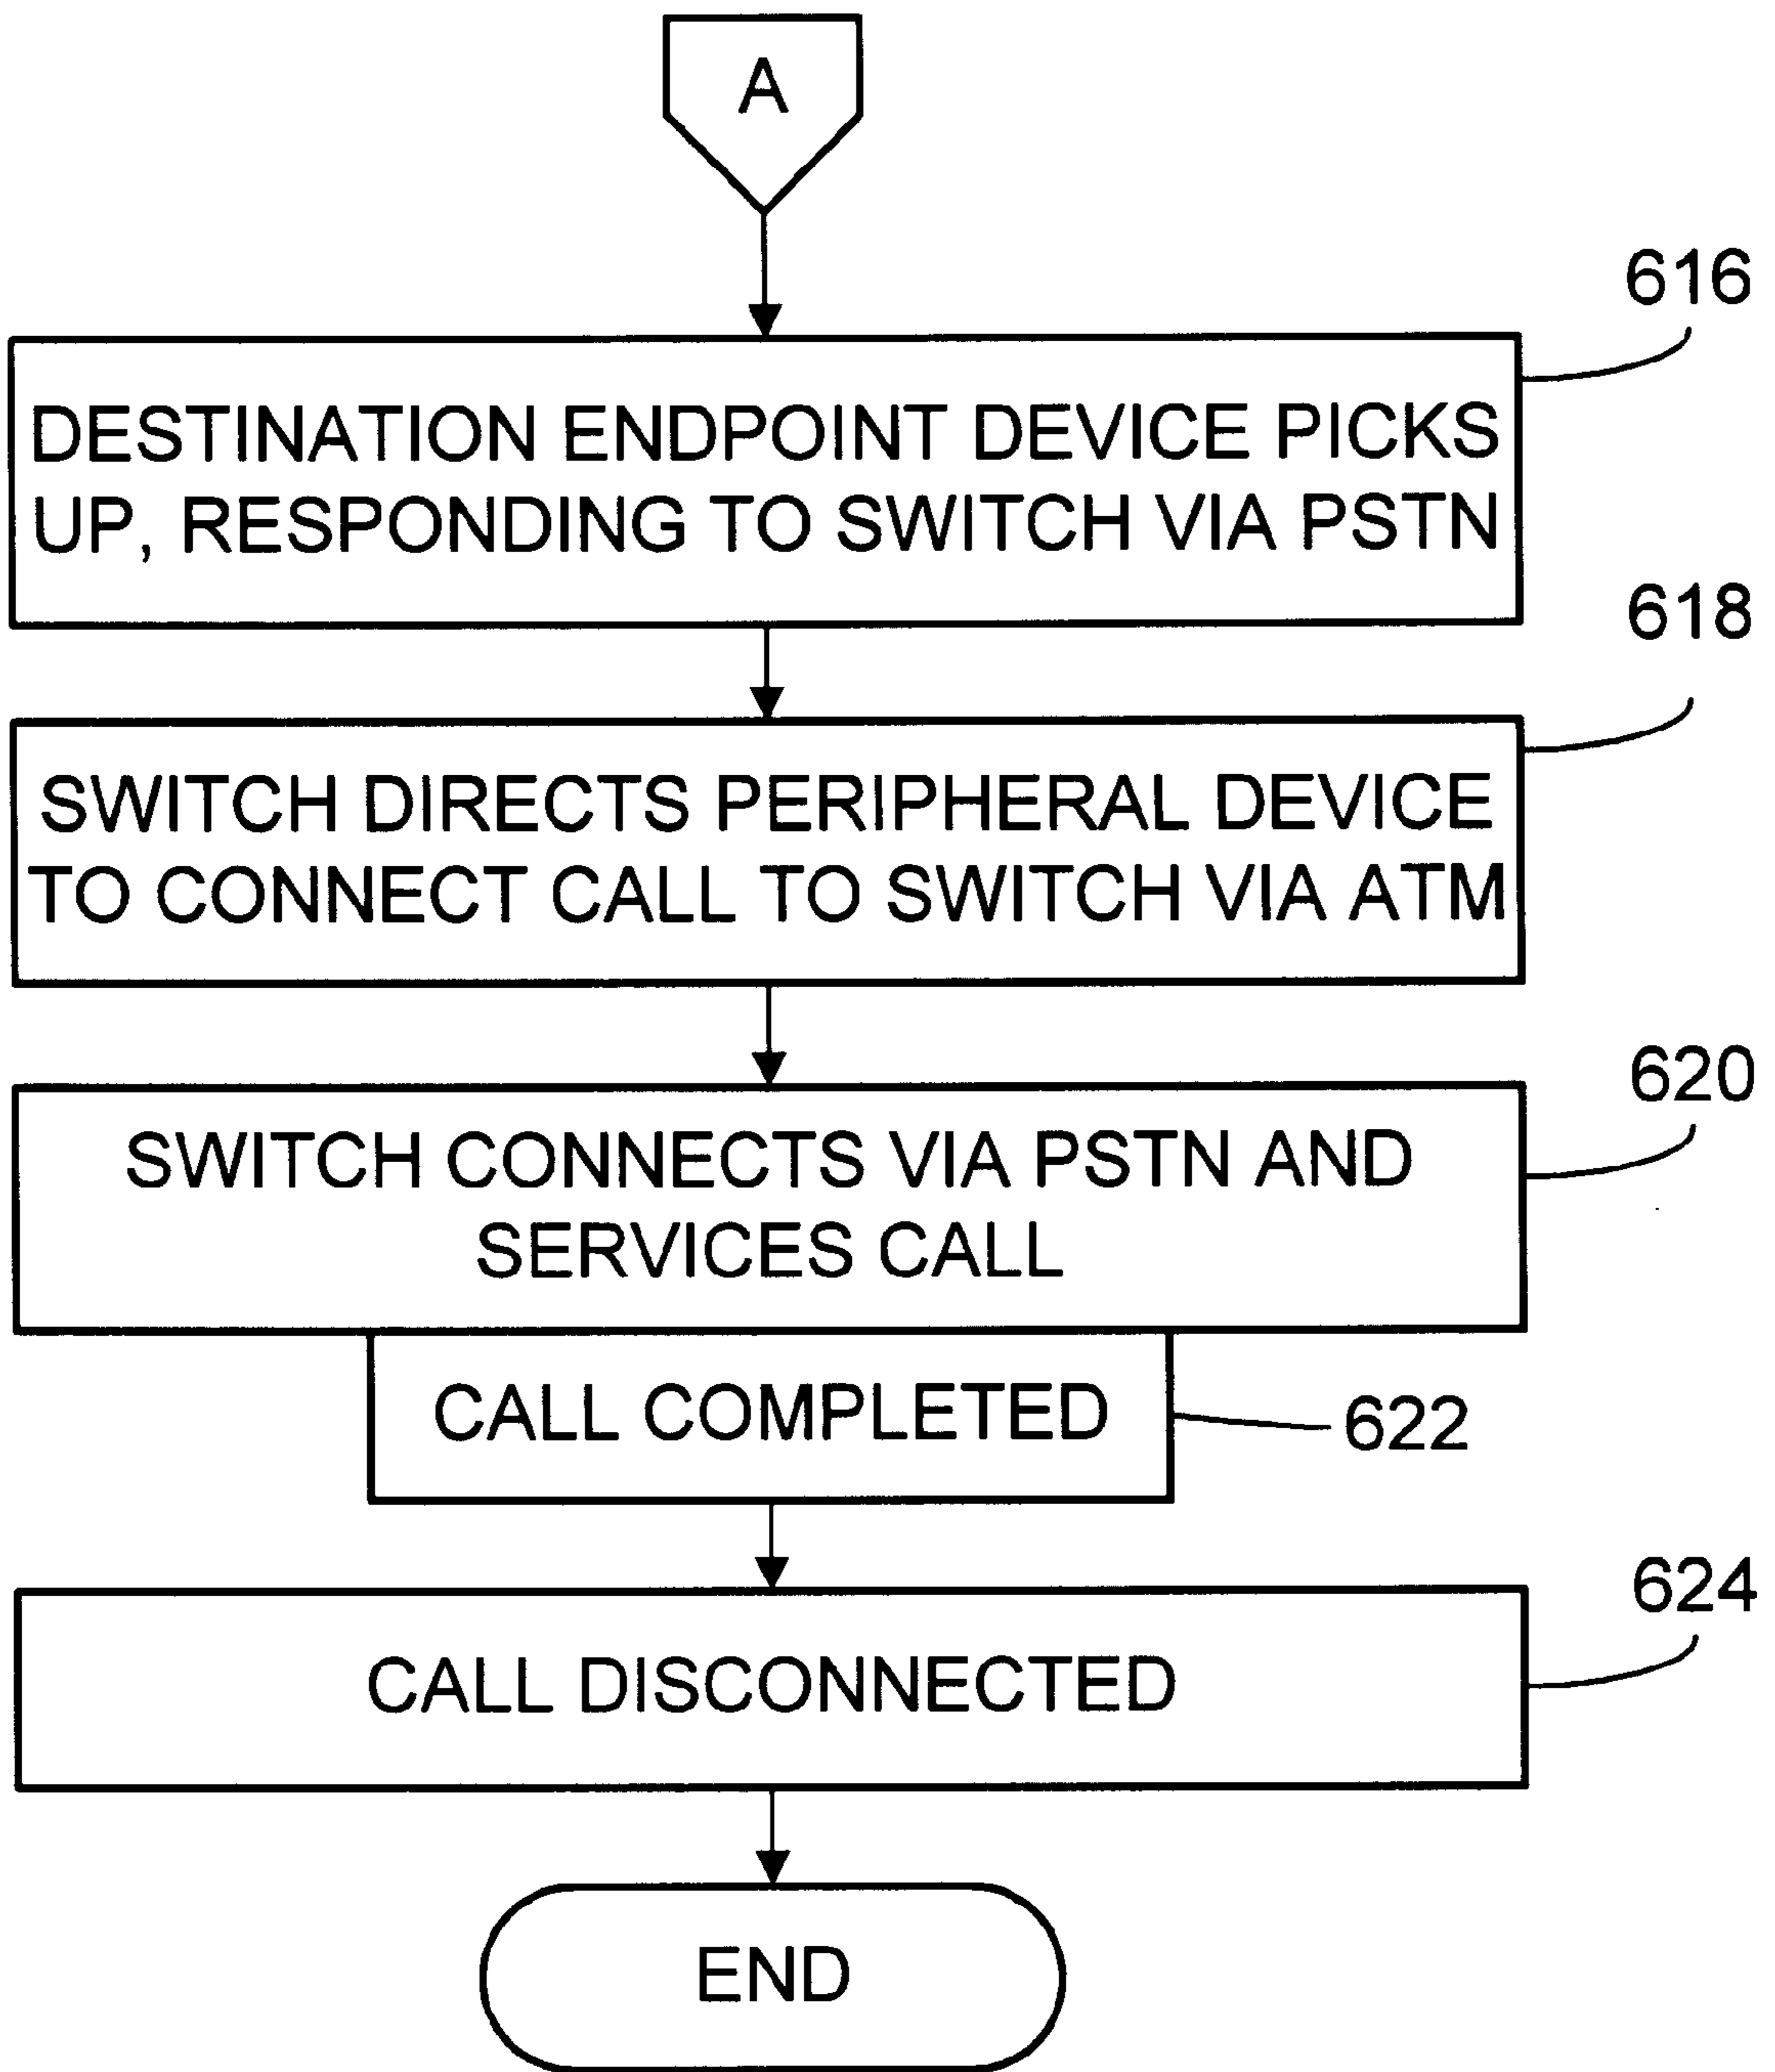 A
616
DESTINATION ENDPOINT DEVICE PICKS
UP, RESPONDING TO SWITCH VIA PSTN
618
SWITCH DIRECTS PERIPHERAL DEVICE
TO CONNECT CALL TO SWITCH VIA ATM
620
SWITCH CONNECTS VIA PSTN AND
SERVICES CALL
CALL COMPLETED
622
624
CALL DISCONNECTED
END